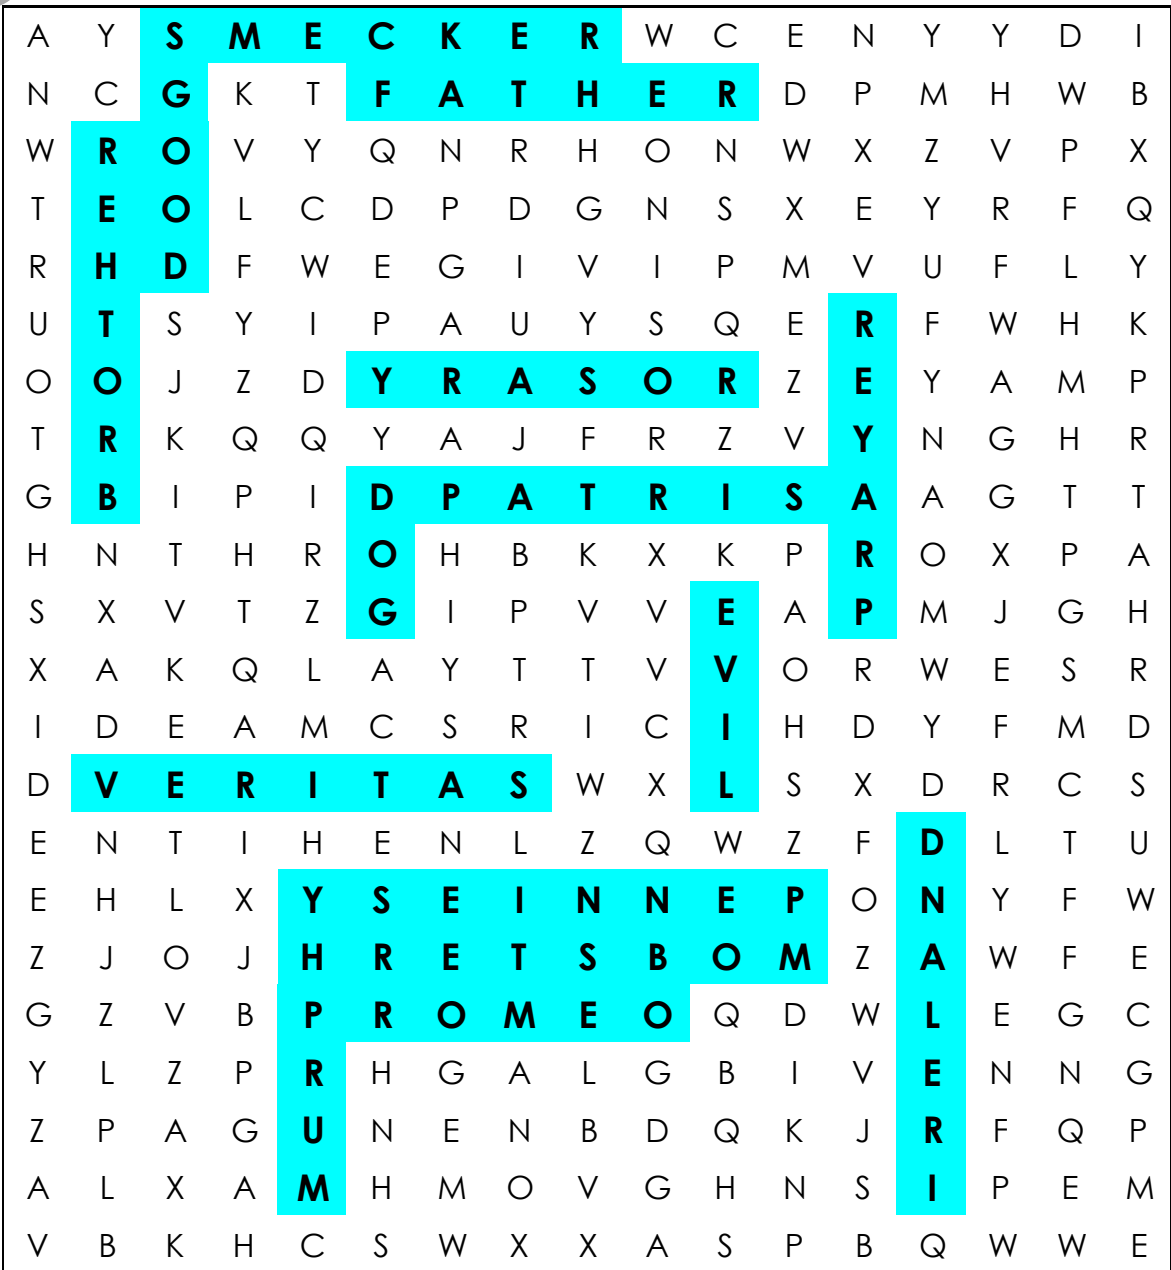 A Y S M E C K E R W C E N Y Y D I
N C G K T F A T H E R D P M H W B
W R O V Y Q N R H O N W X Z V P X
T E O L C D P D G N S X E Y R F Q
R H D F W E G I V I P M V U F L Y
U T S Y I P A U Y S Q E R F W H K
O O J Z D Y R A S O R Z E Y A M P
T R K Q Q Y A J F R Z V Y N G H R
G B I P I D P A T R I S A A G T T
H N T H R O H B K X K P R O X P A
S X V T Z G I P V V E A P M J G H
X A K Q L A Y T T V V O R W E S R
I D E A M C S R I C I H D Y F M D
D V E R I T A S W X L S X D R C S
E N T I H E N L Z Q W Z F D L T U
E H L X Y S E I N N E P O N Y F W
Z J O J H R E T S B O M Z A W F E
G Z V B P R O M E O Q D W L E G C
Y L Z P R H G A L G B I V E N N G
Z P A G U N E N B D Q K J R F Q P
A L X A M H M O V G H N S I P E M
V B K H C S W X X A S P B Q W W E